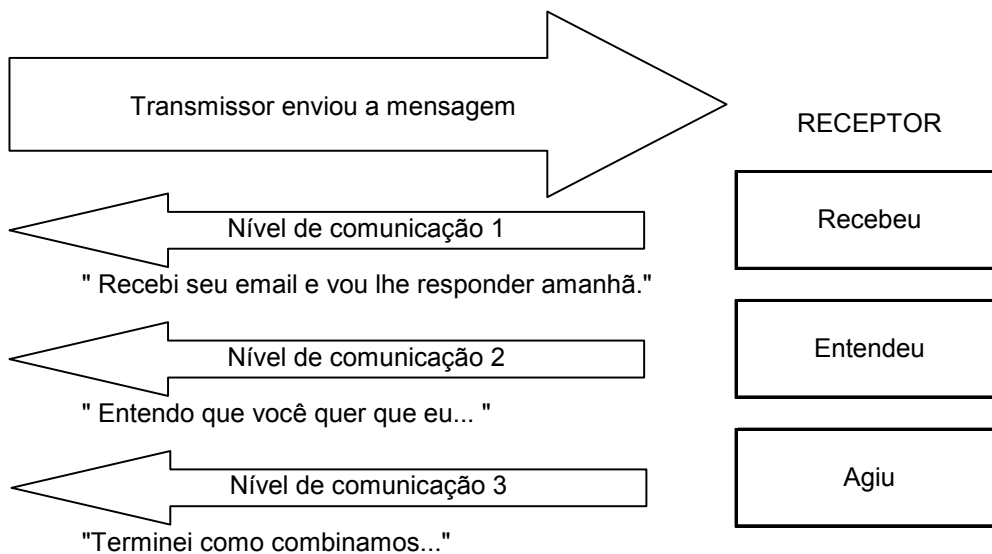 Transmissor enviou a mensagem
RECEPTOR
Recebeu
Nível de comunicação 1
" Recebi seu email e vou lhe responder amanhã."
Entendeu
Nível de comunicação 2
" Entendo que você quer que eu... "
Agiu
Nível de comunicação 3
"Terminei como combinamos..."